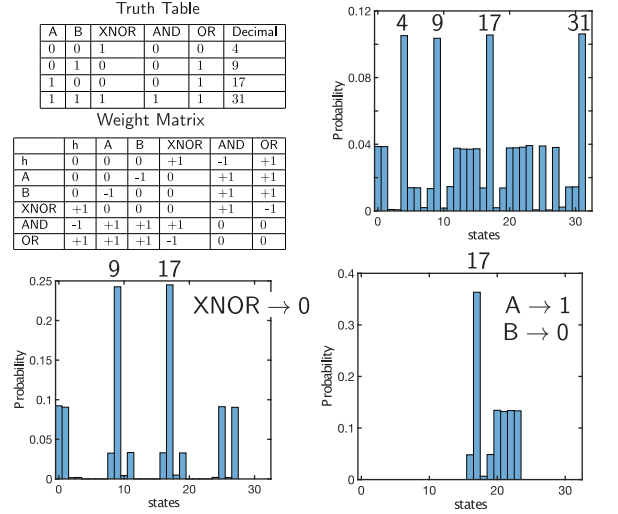 Truth Table
A B XNOR AND OR Decimal
0 0 1 0 0 4
0 1 0 0 1 9
1 0 0 0 1 17
1 1 1 1 1 31
Weight Matrix
h A B XNOR AND OR
h 0 0 0 +1 -1 +1
A 0 0 -1 0 +1 +1
B 0 -1 0 0 +1 +1
XNOR +1 0 0 0 +1 -1
AND -1 +1 +1 +1 0 0
OR +1 +1 +1 -1 0 0
4 9 17 31
0.12
0.08
0.04
0
Probability
0 10 20 30
states
9 17
XNOR → 0
0.25
0.2
0.15
0.1
0.05
0
Probability
0 10 20 30
states
17
A → 1
B → 0
0.4
0.3
0.2
0.1
0
Probability
0 10 20 30
states